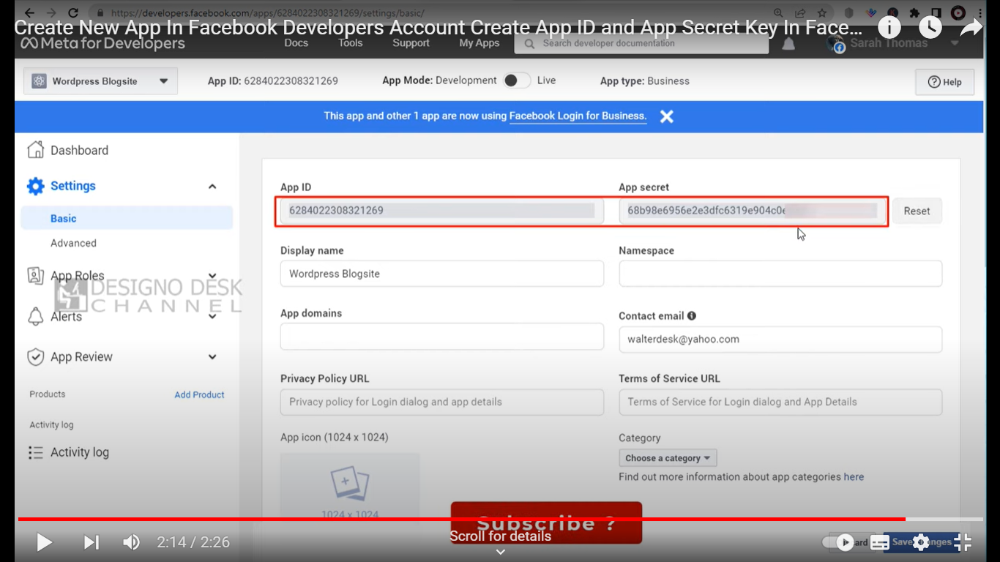 https://developers.facebook.com/apps/6284022308321269/settings/basic/
Create New App In Facebook Developers Account Create App ID and App Secret Key In Face...
Meta for Developers
Docs
Tools
Support
My Apps
Search developer documentation
Sarah Thomas
Wordpress Blogsite
App ID: 6284022308321269
App Mode: Development
Live
App type: Business
Help
This app and other 1 app are now using Facebook Login for Business.
Dashboard
Settings
Basic
Advanced
App Roles
Alerts
App Review
Products
Add Product
Activity log
Activity log
DESIGNO DESK
CHANNEL
App ID
App secret
6284022308321269
68b98e6956e2e3dfc6319e904c0e
Reset
Display name
Namespace
Wordpress Blogsite
App domains
Contact email
walterdesk@yahoo.com
Privacy Policy URL
Terms of Service URL
Privacy policy for Login dialog and app details
Terms of Service for Login dialog and App Details
App icon (1024 x 1024)
Category
Choose a category
Find out more information about app categories here
1024 x 1024
Subscribe ?
Scroll for details
2:14 / 2:26